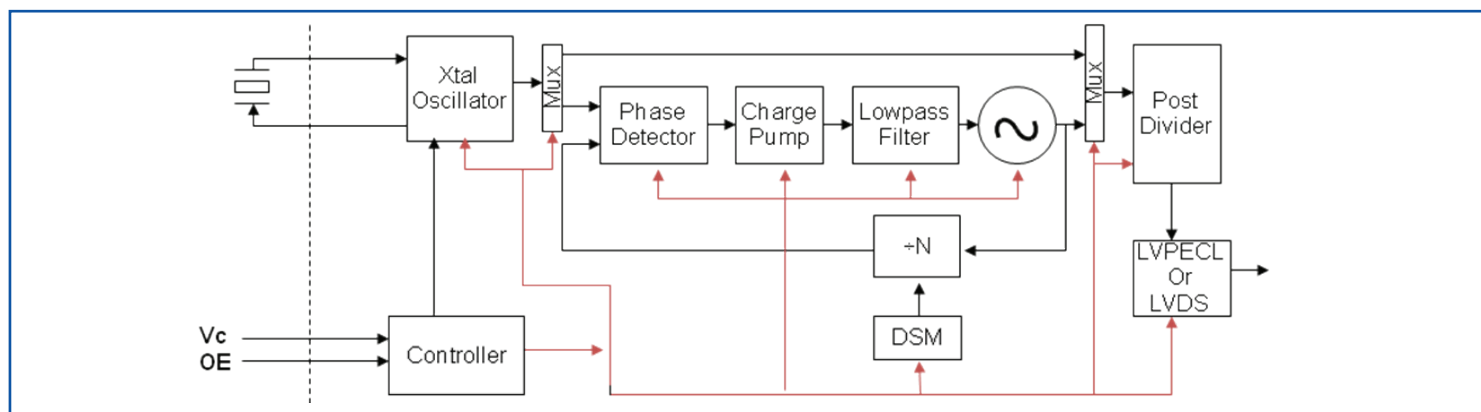 Xtal
Oscillator
Mux
Phase
Detector
Charge
Pump
Lowpass
Filter
Mux
Post
Divider
÷N
LVPECL
Or
LVDS
DSM
Vc
OE
Controller